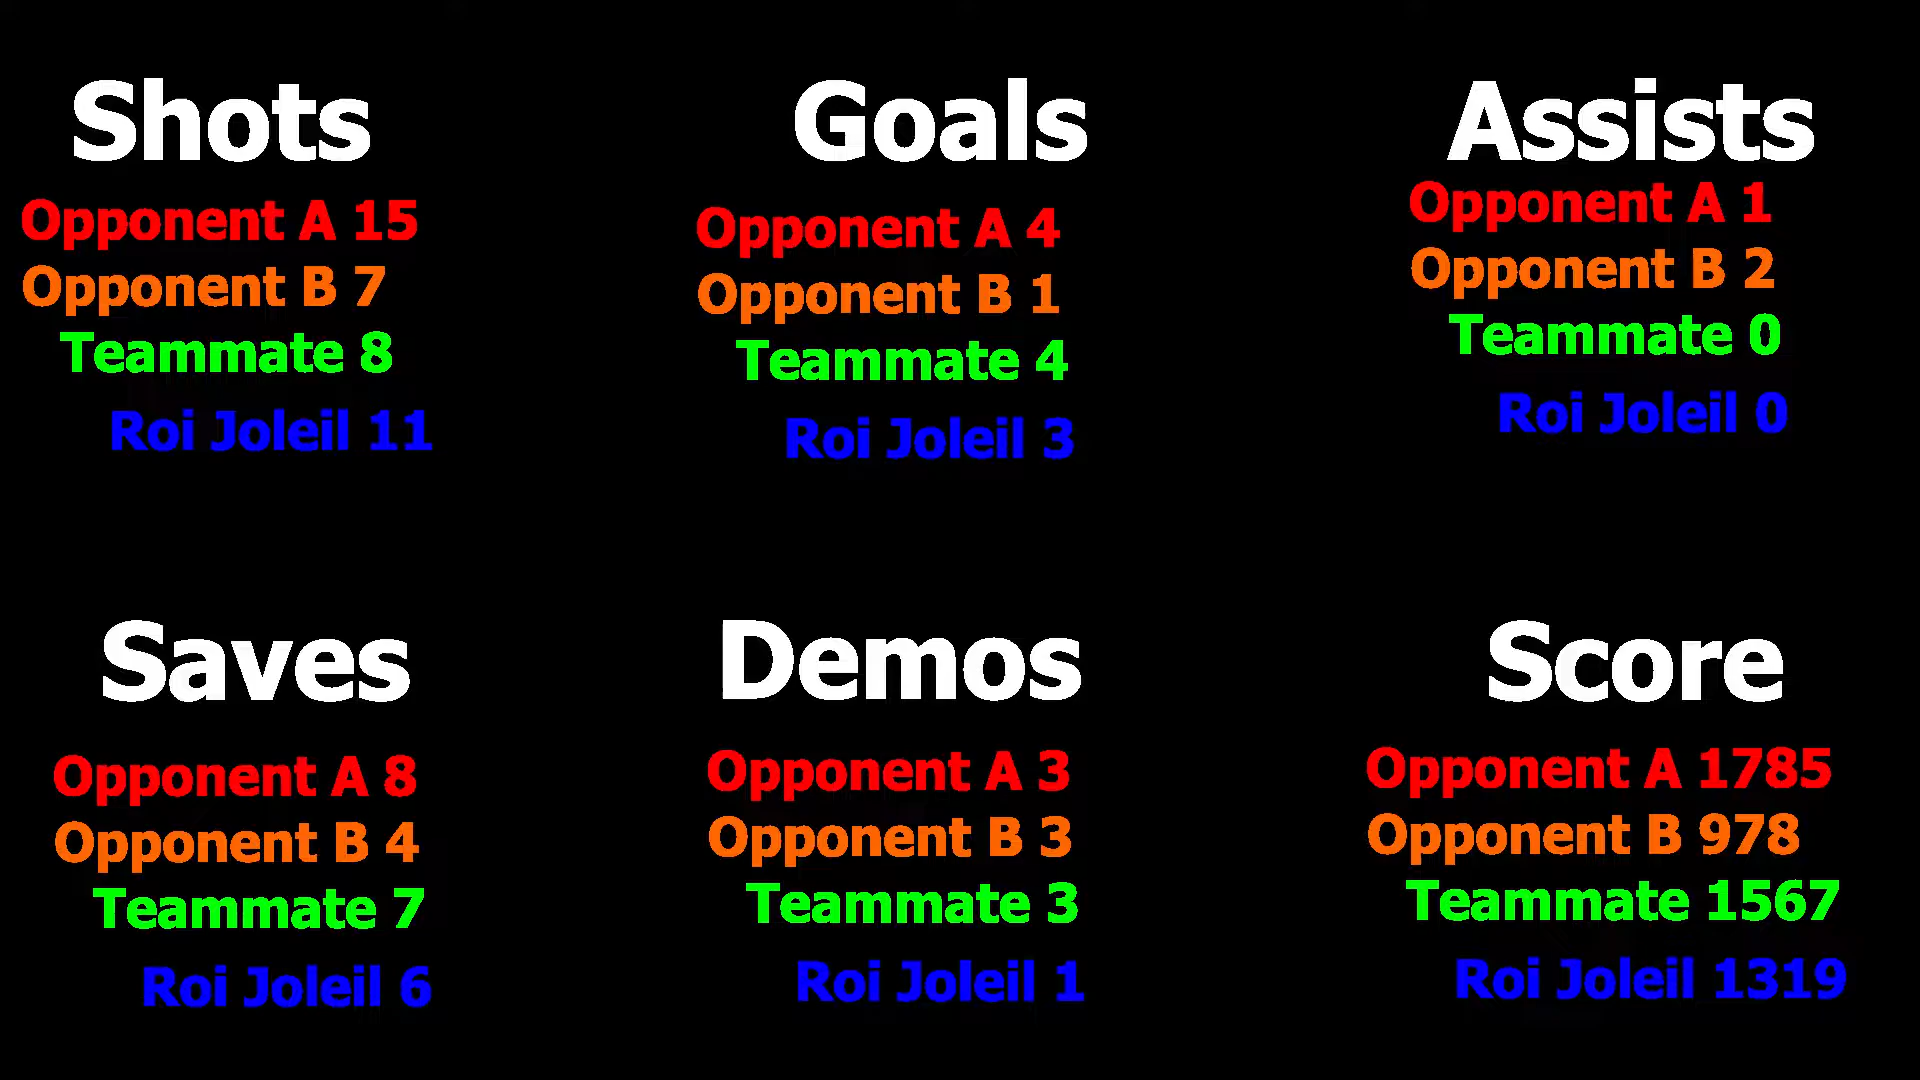 Shots
Opponent A 15
Opponent B 7
Teammate 8
Roi Joleil 11
Goals
Opponent A 4
Opponent B 1
Teammate 4
Roi Joleil 3
Assists
Opponent A 1
Opponent B 2
Teammate 0
Roi Joleil 0
Saves
Opponent A 8
Opponent B 4
Teammate 7
Roi Joleil 6
Demos
Opponent A 3
Opponent B 3
Teammate 3
Roi Joleil 1
Score
Opponent A 1785
Opponent B 978
Teammate 1567
Roi Joleil 1319